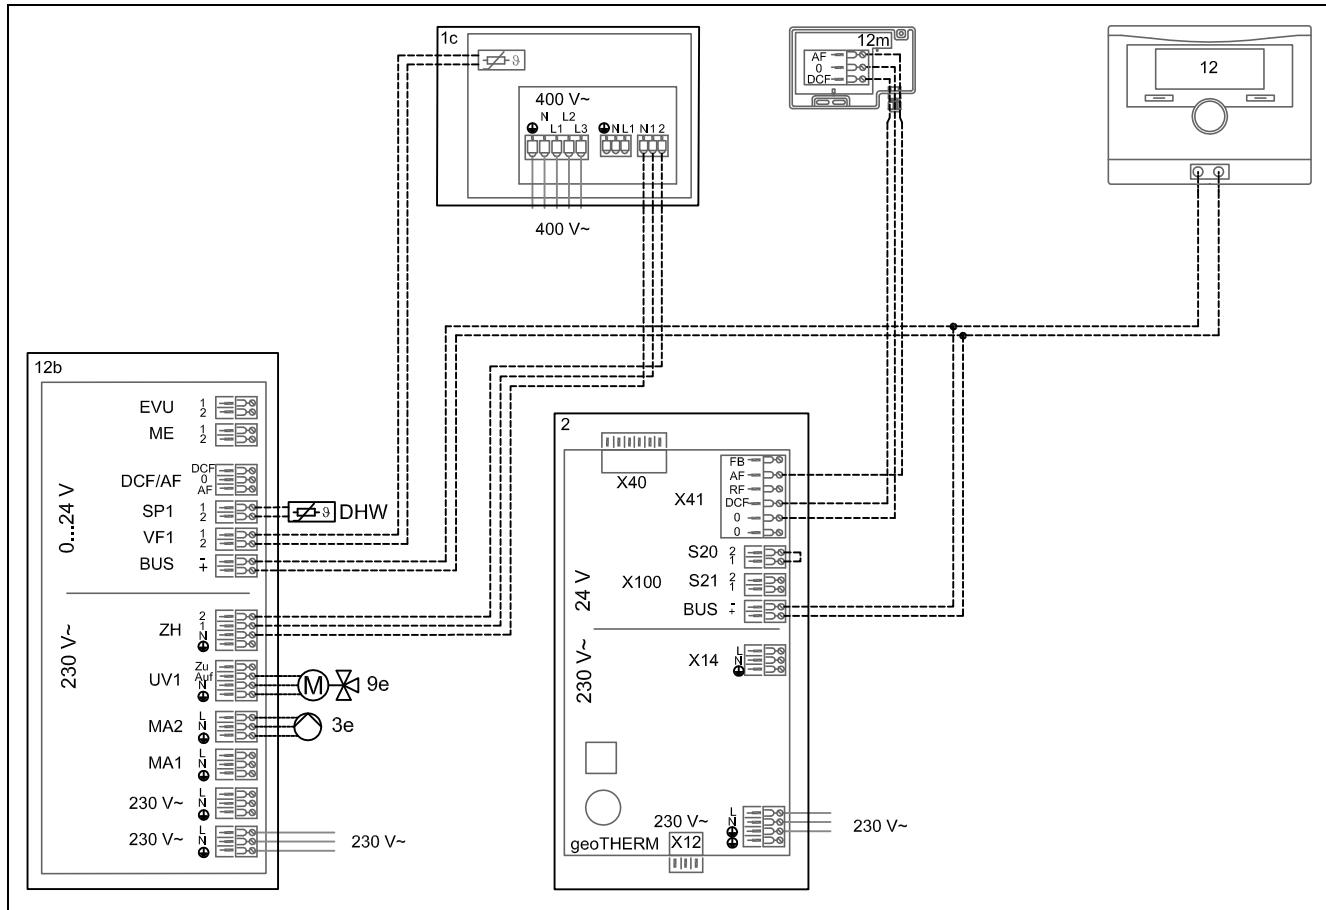 1c
ϑ
400 V~
N L2
L1 L3
N L1
N 1 2
400 V~
12m
AF
0
DCF
12
12b
0...24 V
EVU 1
2
ME 1
2
DCF/AF DCF
0
AF
SP1 1
2
ϑ DHW
VF1 1
2
BUS -
+
230 V~
ZH 2
1
N
UV1 Zu
Auf
N
M 9e
MA2 L
N
3e
MA1 L
N
230 V~ L
N
230 V~ L
N
230 V~
2
X40
X41
FB
AF
RF
DCF
0
0
24 V
X100
S20 2
1
S21 2
1
BUS -
+
230 V~
X14 L
N
230 V~
L
N
230 V~
geoTHERM
X12